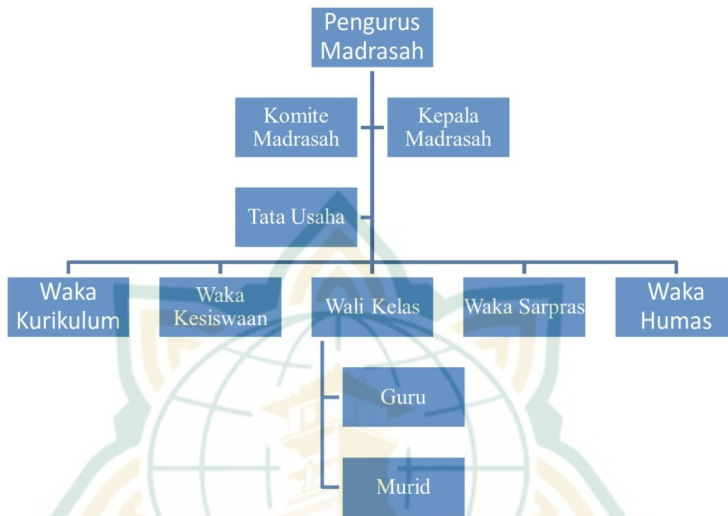 Pengurus
Madrasah
Komite
Madrasah
Kepala
Madrasah
Tata Usaha
Waka
Kurikulum
Waka
Kesiswaan
Wali Kelas
Waka Sarpras
Waka
Humas
Guru
Murid